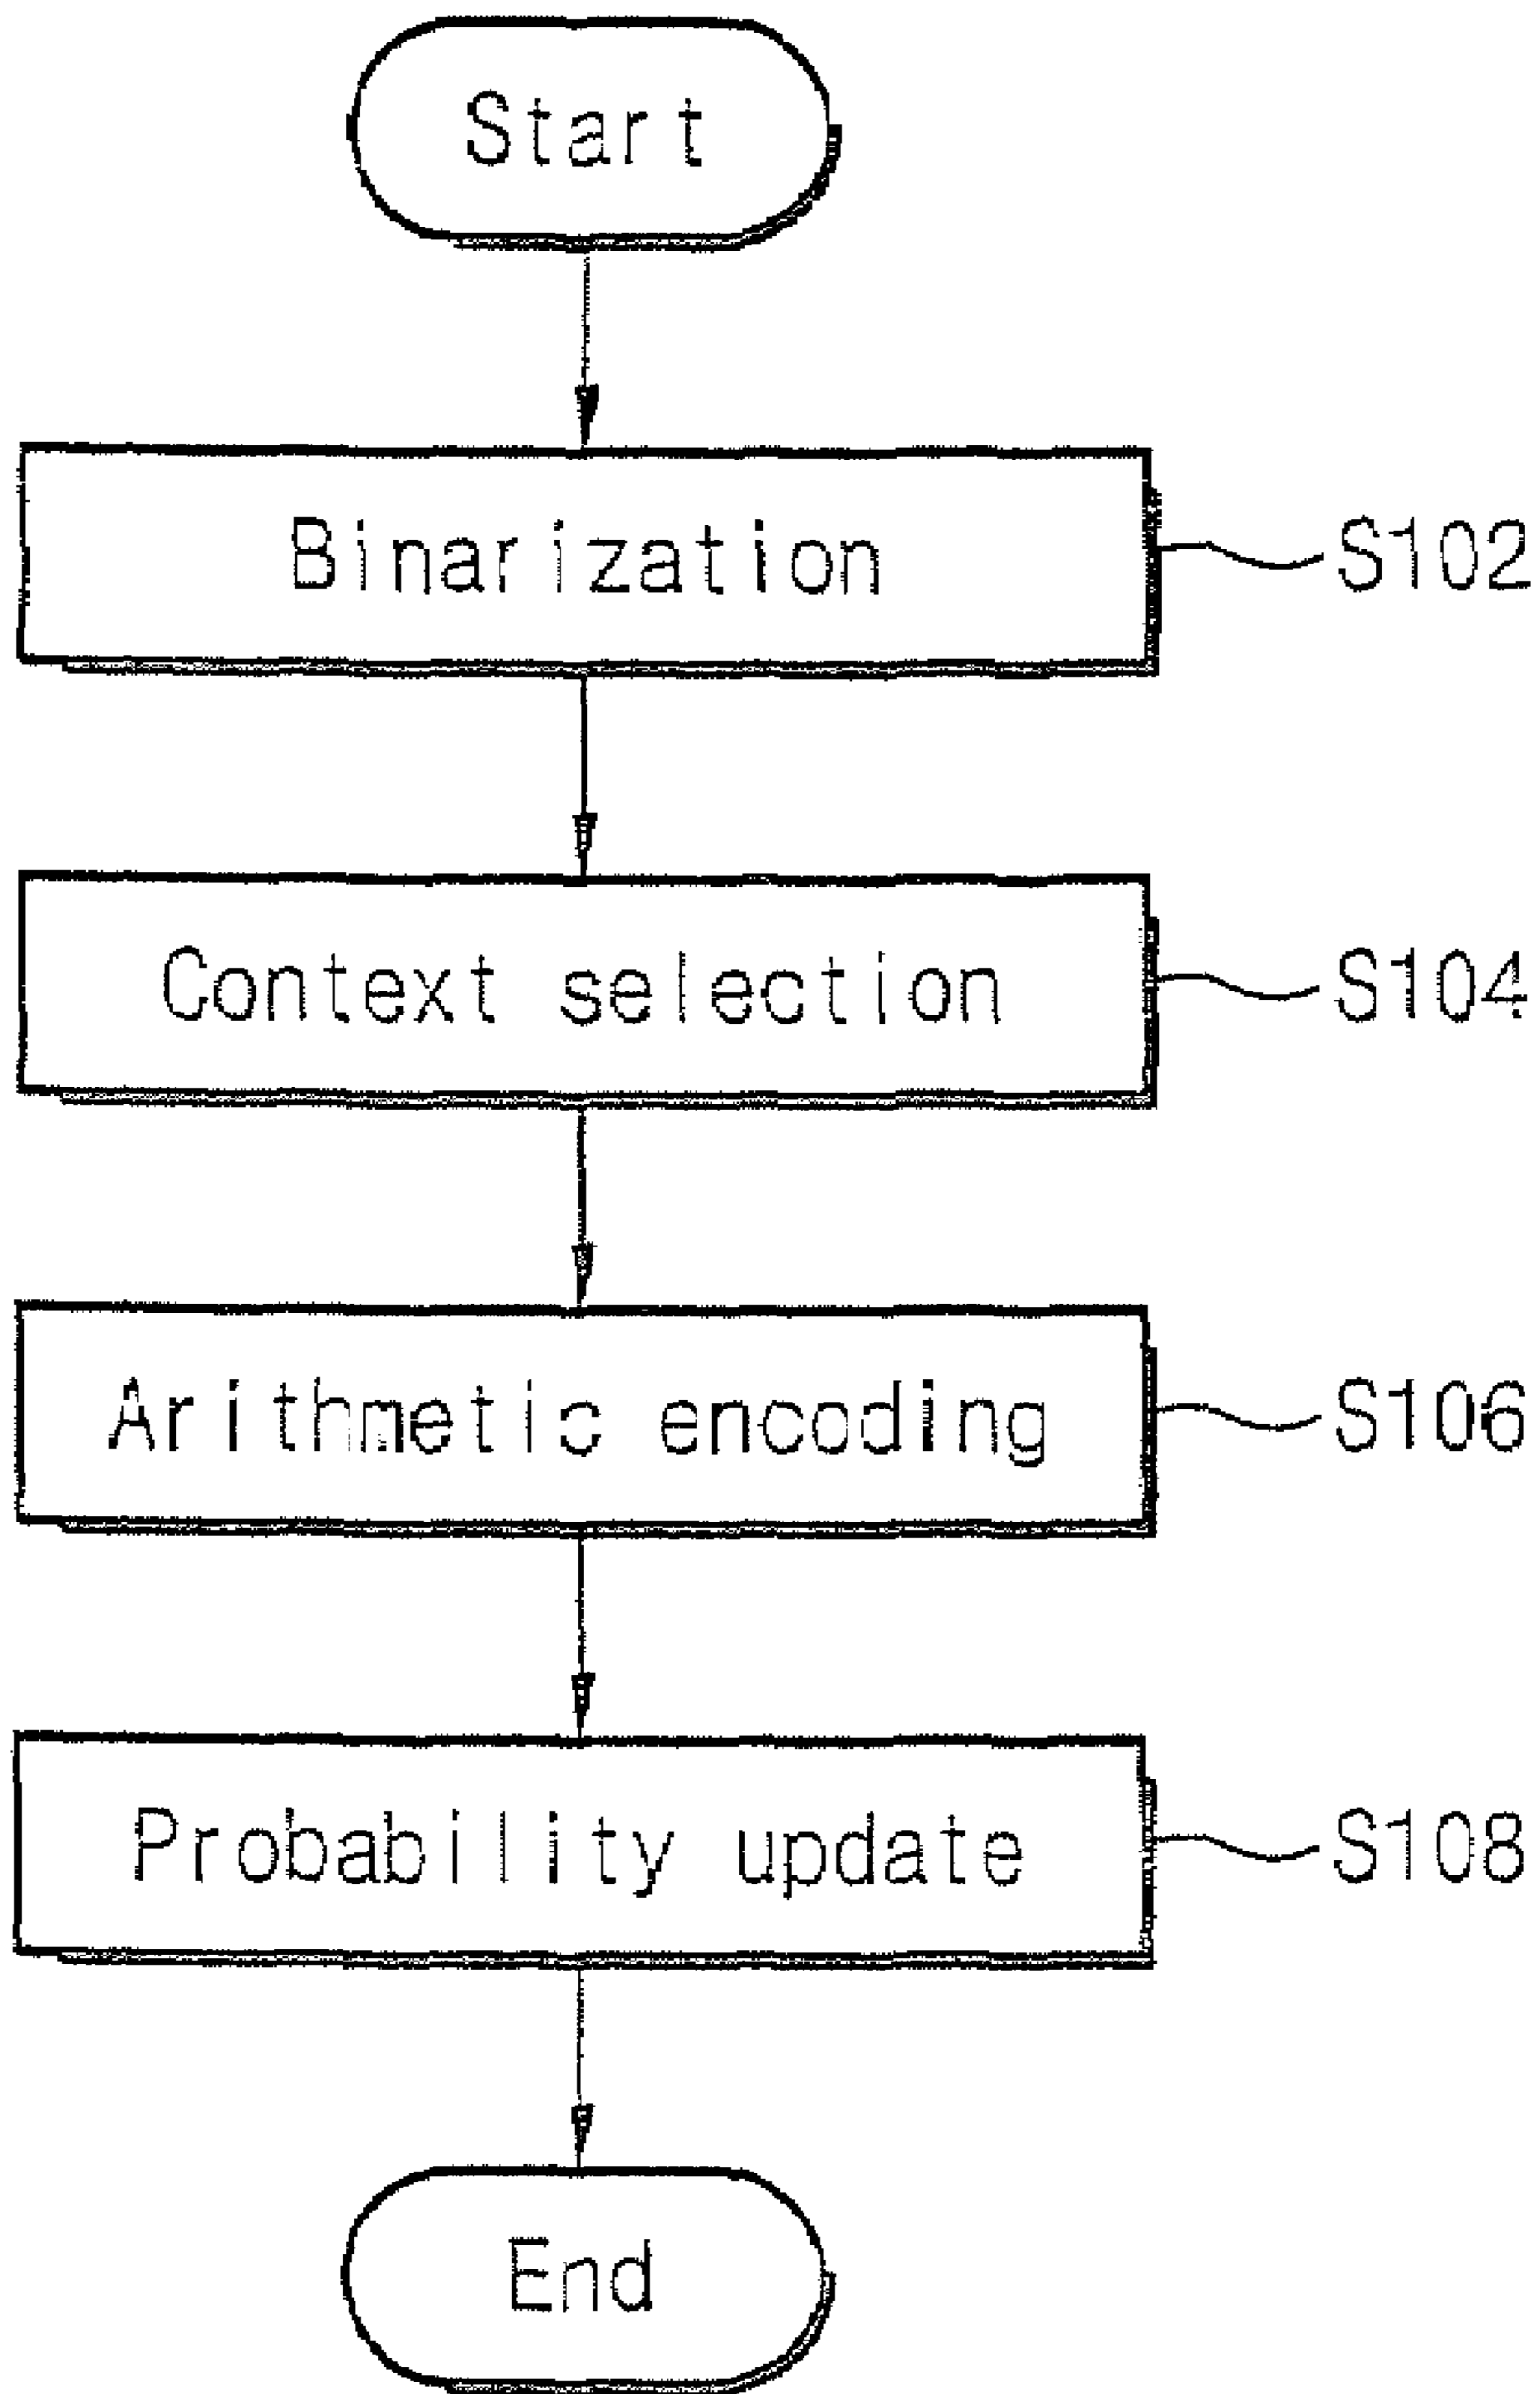 Start
Binarization
S102
Context selection
S104
Arithmetic encoding
S106
Probability update
S108
End